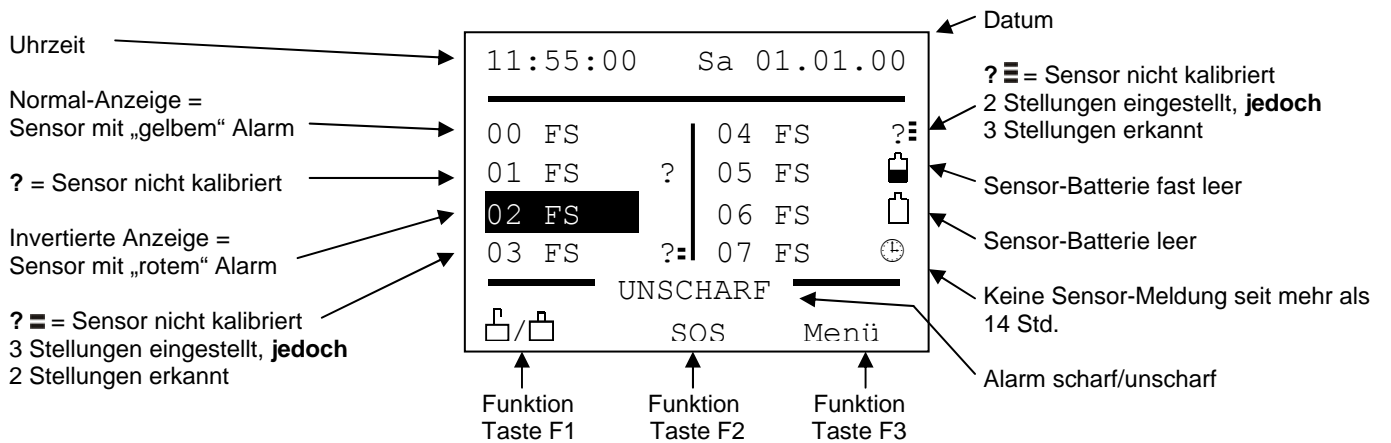 Uhrzeit
Normal-Anzeige =
Sensor mit „gelbem“ Alarm
? = Sensor nicht kalibriert
Invertierte Anzeige =
Sensor mit „rotem“ Alarm
? = Sensor nicht kalibriert
3 Stellungen eingestellt, jedoch
2 Stellungen erkannt
11:55:00 Sa 01.01.00
00 FS 04 FS ?
01 FS ? 05 FS
02 FS 06 FS
03 FS ? 07 FS
UNSCHARF
/ SOS Menü
Funktion Taste F1
Funktion Taste F2
Funktion Taste F3
Datum
? = Sensor nicht kalibriert
2 Stellungen eingestellt, jedoch
3 Stellungen erkannt
Sensor-Batterie fast leer
Sensor-Batterie leer
Keine Sensor-Meldung seit mehr als
14 Std.
Alarm scharf/unscharf